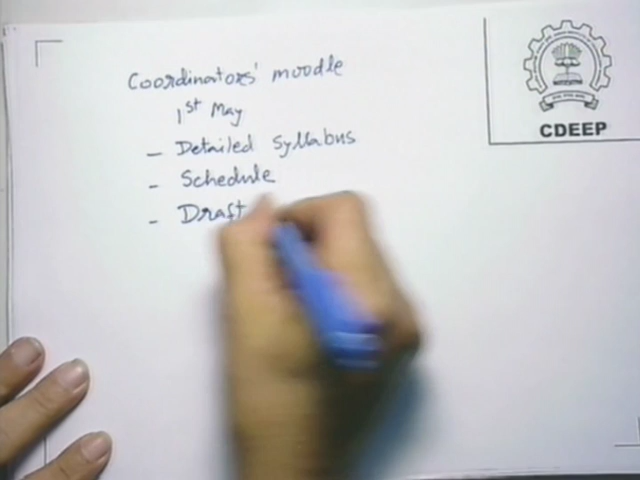 Coordinators' moodle
1st May
- Detailed Syllabus
- Schedule
- Draft
CDEEP